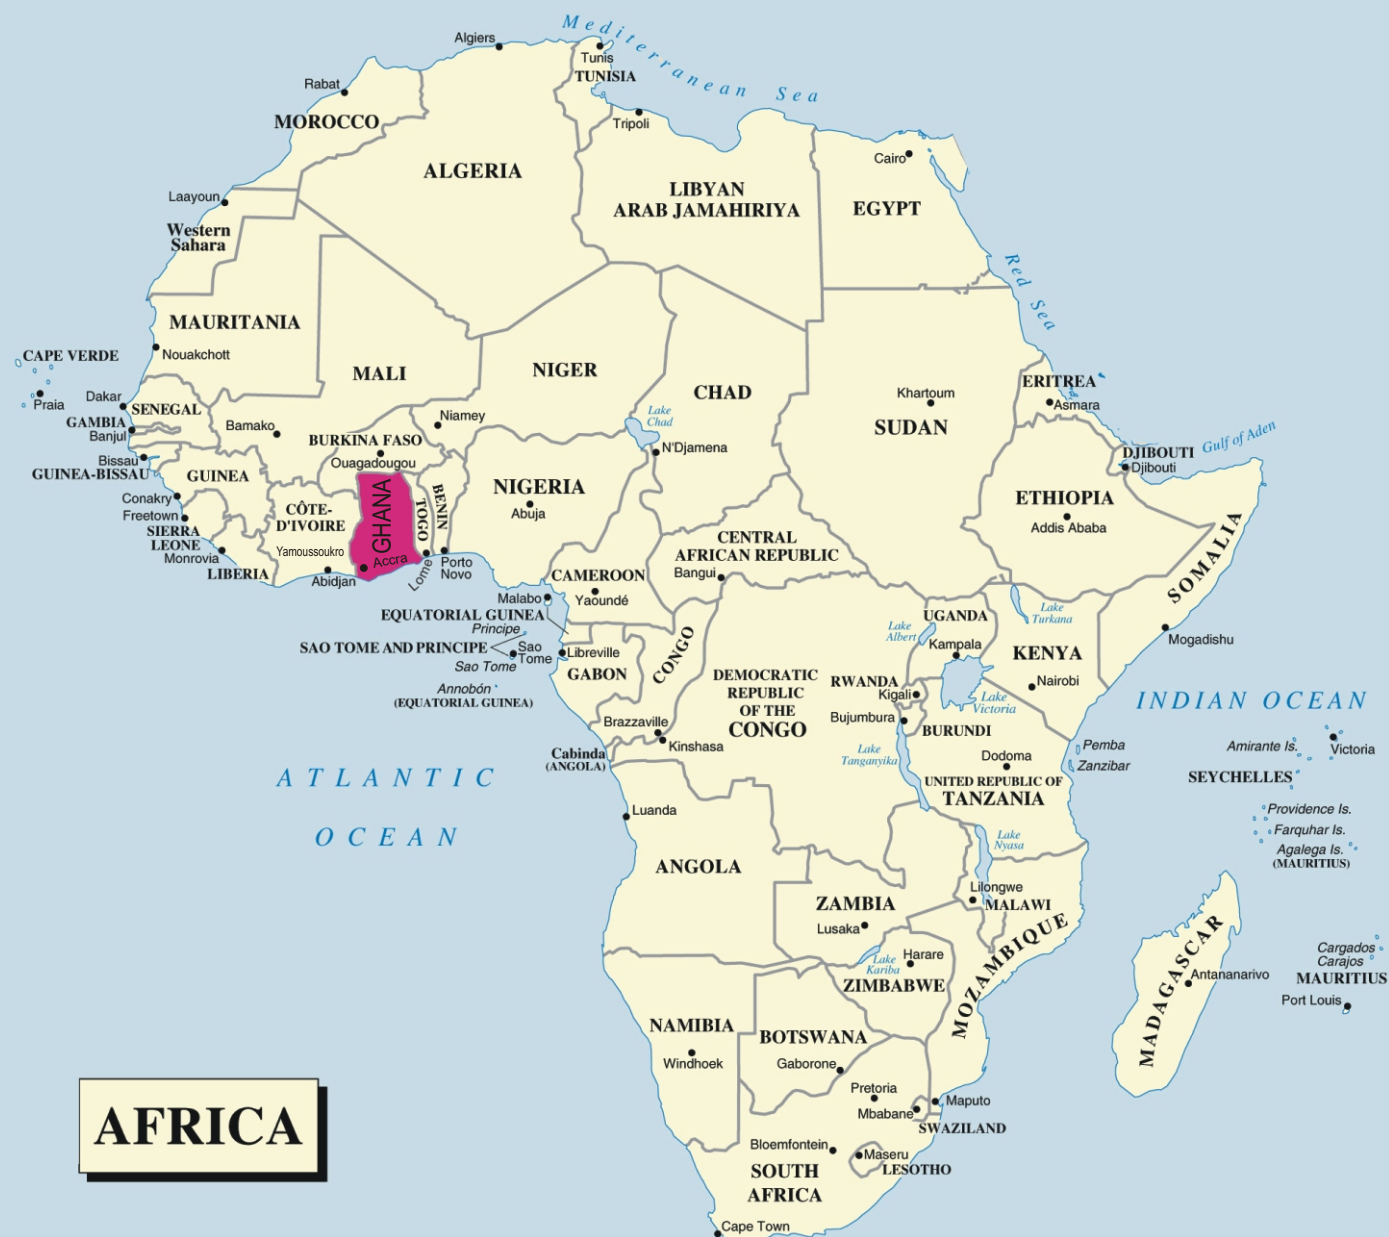 Mediterranean Sea
Algiers
Tunis
TUNISIA
Rabat
MOROCCO
Tripoli
Cairo
ALGERIA
LIBYAN
ARAB JAMAHIRIYA
EGYPT
Laayoun
Western
Sahara
Red Sea
MAURITANIA
Nouakchott
CAPE VERDE
Praia
MALI
NIGER
CHAD
Khartoum
SUDAN
ERITREA
Asmara
Dakar
SENEGAL
GAMBIA
Banjul
Bamako
Niamey
Lake
Chad
N'Djamena
BURKINA FASO
Ouagadougou
Bissau
GUINEA-BISSAU
GUINEA
Gulf of Aden
DJIBOUTI
Djibouti
NIGERIA
Abuja
ETHIOPIA
Addis Ababa
Conakry
Freetown
SIERRA
LEONE
Monrovia
LIBERIA
CÔTE-
D'IVOIRE
Yamoussoukro
Abidjan
GHANA
Accra
TOGO
Lome
BENIN
Porto
Novo
SOMALIA
CENTRAL
AFRICAN REPUBLIC
Bangui
CAMEROON
Yaoundé
Malabo
EQUATORIAL GUINEA
Principe
SAO TOME AND PRINCIPE
Sao
Tome
Sao Tome
Libreville
GABON
CONGO
Annobón
(EQUATORIAL GUINEA)
UGANDA
Lake
Albert
Kampala
Lake
Turkana
KENYA
Nairobi
Mogadishu
DEMOCRATIC
REPUBLIC
OF THE
CONGO
RWANDA
Kigali
Lake
Victoria
Bujumbura
BURUNDI
INDIAN OCEAN
Brazzaville
Kinshasa
Cabinda
(ANGOLA)
Lake
Tanganyika
Dodoma
UNITED REPUBLIC OF
TANZANIA
Pemba
Zanzibar
Amirante Is.
Victoria
SEYCHELLES
Providence Is.
Farquhar Is.
Agalega Is.
(MAURITIUS)
ATLANTIC
OCEAN
Luanda
ANGOLA
Lake
Nyasa
ZAMBIA
Lusaka
Lilongwe
MALAWI
MOZAMBIQUE
Lake
Kariba
Harare
ZIMBABWE
MADAGASCAR
Antananarivo
Cargados
Carajos
MAURITIUS
Port Louis
NAMIBIA
Windhoek
BOTSWANA
Gaborone
Pretoria
Mbabane
Maputo
SWAZILAND
Bloemfontein
Maseru
LESOTHO
SOUTH
AFRICA
Cape Town
AFRICA